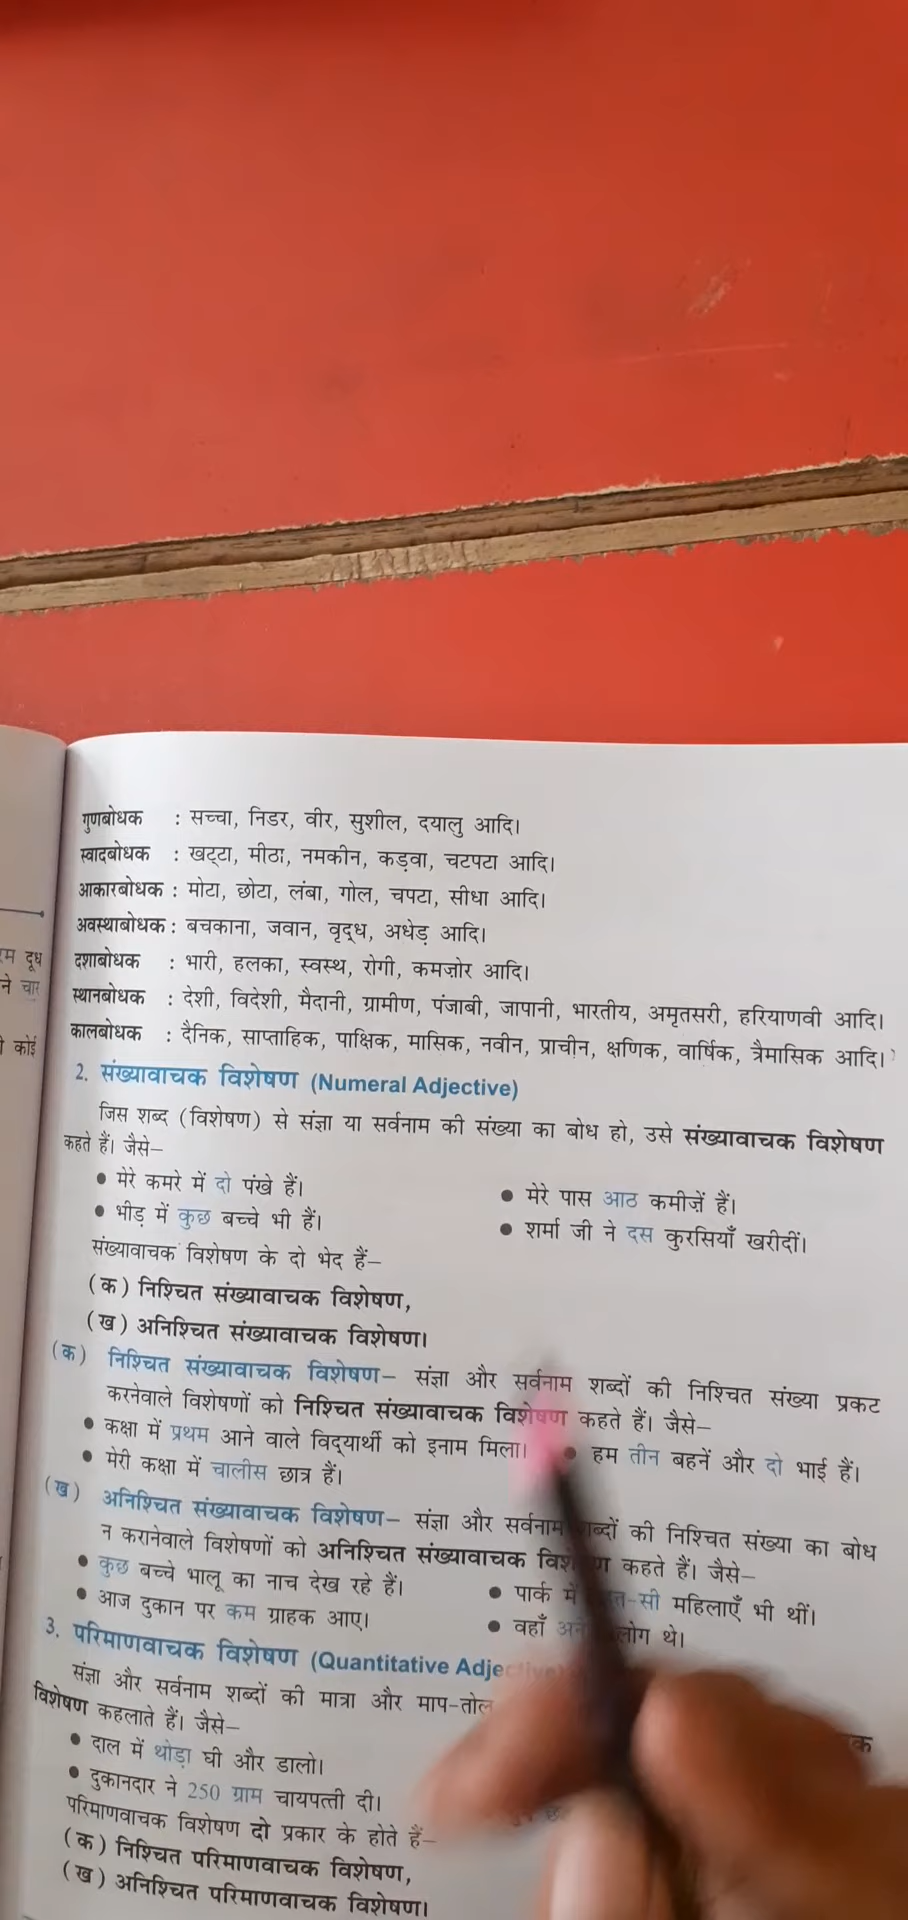 रम दूध
ने चार
कोई
गुणबोधक : सच्चा, निडर, वीर, सुशील, दयालु आदि।
स्वादबोधक : खट्टा, मीठा, नमकीन, कड़वा, चटपटा आदि।
आकारबोधक : मोटा, छोटा, लंबा, गोल, चपटा, सीधा आदि।
अवस्थाबोधक : बचकाना, जवान, वृद्ध, अधेड़ आदि।
दशाबोधक : भारी, हलका, स्वस्थ, रोगी, कमज़ोर आदि।
स्थानबोधक : देशी, विदेशी, मैदानी, ग्रामीण, पंजाबी, जापानी, भारतीय, अमृतसरी, हरियाणवी आदि।
कालबोधक : दैनिक, साप्ताहिक, पाक्षिक, मासिक, नवीन, प्राचीन, क्षणिक, वार्षिक, त्रैमासिक आदि।
2. संख्यावाचक विशेषण (Numeral Adjective)
जिस शब्द (विशेषण) से संज्ञा या सर्वनाम की संख्या का बोध हो, उसे संख्यावाचक विशेषण
कहते हैं। जैसे–
• मेरे कमरे में दो पंखे हैं।
• मेरे पास आठ कमीज़ें हैं।
• भीड़ में कुछ बच्चे भी हैं।
• शर्मा जी ने दस कुरसियाँ खरीदीं।
संख्यावाचक विशेषण के दो भेद हैं–
(क) निश्चित संख्यावाचक विशेषण,
(ख) अनिश्चित संख्यावाचक विशेषण।
(क) निश्चित संख्यावाचक विशेषण– संज्ञा और सर्वनाम शब्दों की निश्चित संख्या प्रकट
करनेवाले विशेषणों को निश्चित संख्यावाचक विशेषण कहते हैं। जैसे–
• कक्षा में प्रथम आने वाले विद्यार्थी को इनाम मिला।
• हम तीन बहनें और दो भाई हैं।
• मेरी कक्षा में चालीस छात्र हैं।
(ख) अनिश्चित संख्यावाचक विशेषण– संज्ञा और सर्वनाम शब्दों की निश्चित संख्या का बोध
न करानेवाले विशेषणों को अनिश्चित संख्यावाचक विशेषण कहते हैं। जैसे–
• कुछ बच्चे भालू का नाच देख रहे हैं।
• पार्क में महिलाएँ भी थीं।
• आज दुकान पर कम ग्राहक आए।
• वहाँ लोग थे।
3. परिमाणवाचक विशेषण (Quantitative Adjective)
संज्ञा और सर्वनाम शब्दों की मात्रा और माप-तोल
विशेषण कहलाते हैं। जैसे–
• दाल में थोड़ा घी और डालो।
• दुकानदार ने 250 ग्राम चायपत्ती दी।
परिमाणवाचक विशेषण दो प्रकार के होते हैं–
(क) निश्चित परिमाणवाचक विशेषण,
(ख) अनिश्चित परिमाणवाचक विशेषण।